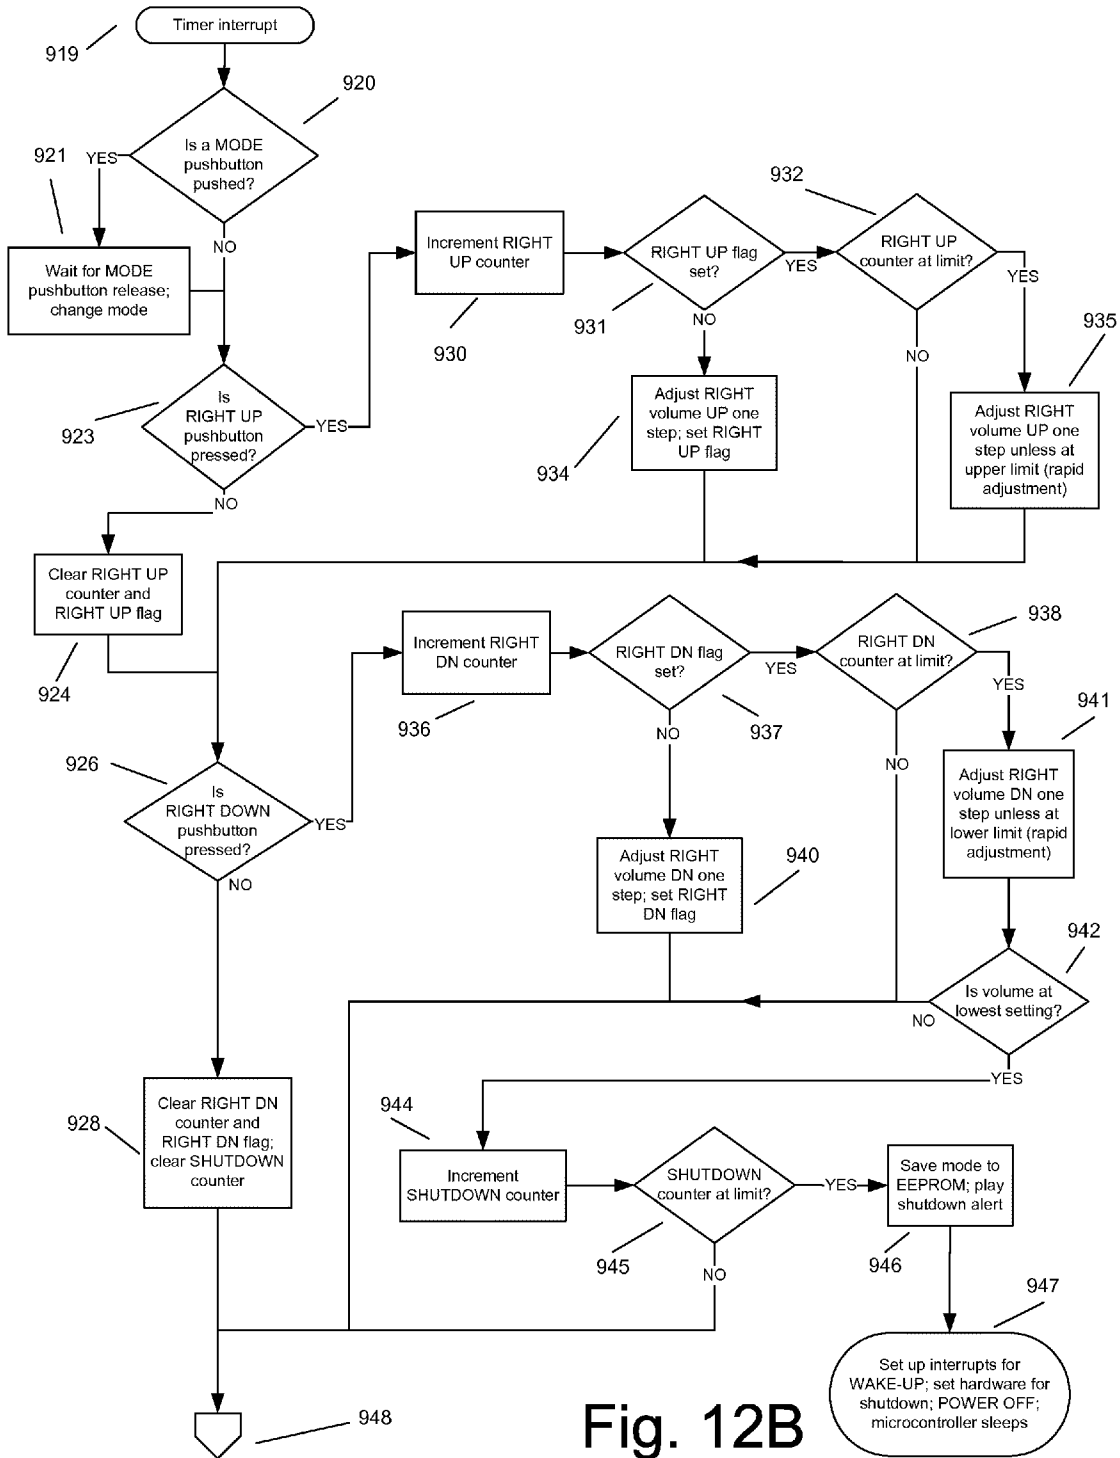 Timer interrupt
919
920
Is a MODE
pushbutton
pushed?
YES
921
NO
Wait for MODE
pushbutton release;
change mode
Is
RIGHT UP
pushbutton
pressed?
923
YES
NO
Increment RIGHT
UP counter
930
RIGHT UP flag
set?
931
YES
NO
932
RIGHT UP
counter at limit?
YES
NO
Adjust RIGHT
volume UP one
step; set RIGHT
UP flag
934
935
Adjust RIGHT
volume UP one
step unless at
upper limit (rapid
adjustment)
Clear RIGHT UP
counter and
RIGHT UP flag
924
926
Is
RIGHT DOWN
pushbutton
pressed?
YES
NO
Increment RIGHT
DN counter
936
RIGHT DN flag
set?
937
YES
NO
938
RIGHT DN
counter at limit?
YES
NO
Adjust RIGHT
volume DN one
step; set RIGHT
DN flag
940
941
Adjust RIGHT
volume DN one
step unless at
lower limit (rapid
adjustment)
942
Is volume at
lowest setting?
NO
YES
928
Clear RIGHT DN
counter and
RIGHT DN flag;
clear SHUTDOWN
counter
944
Increment
SHUTDOWN counter
SHUTDOWN
counter at limit?
945
YES
NO
Save mode to
EEPROM; play
shutdown alert
946
947
Set up interrupts for
WAKE-UP; set hardware for
shutdown; POWER OFF;
microcontroller sleeps
948
Fig. 12B